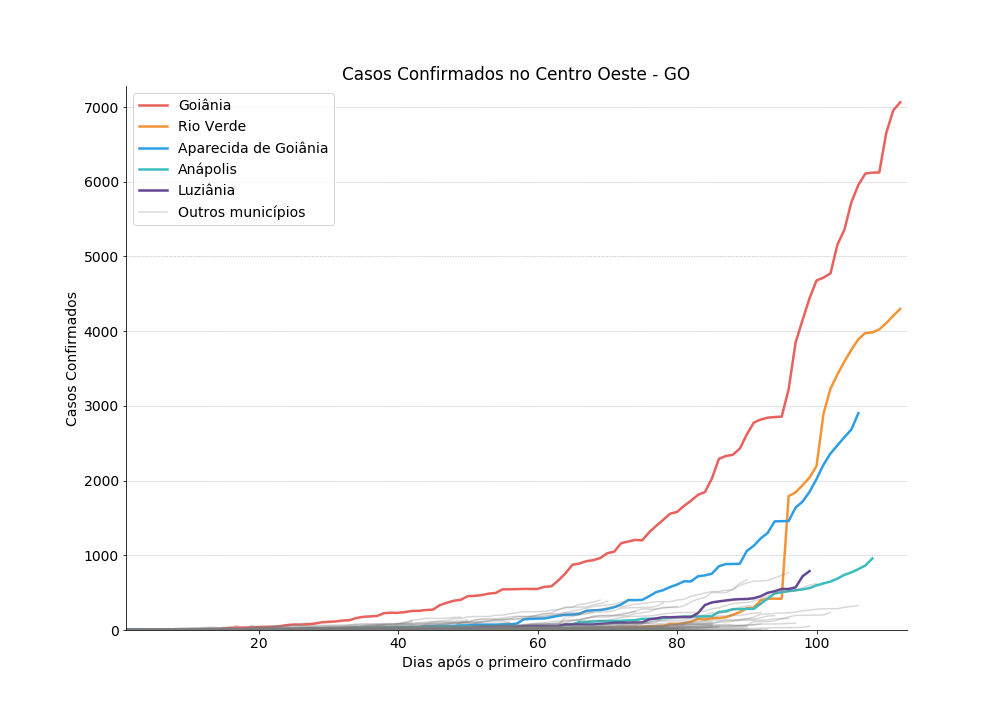 Casos Confirmados no Centro Oeste - GO
Goiânia
Rio Verde
Aparecida de Goiânia
Anápolis
Luziânia
Outros municípios
Casos Confirmados
7000
6000
5000
4000
3000
2000
1000
0
20
40
60
80
100
Dias após o primeiro confirmado